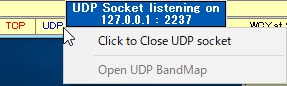 UDP Socket listening on
127.0.0.1 : 2237
TOP UDP
Click to Close UDP socket
Open UDP BandMap